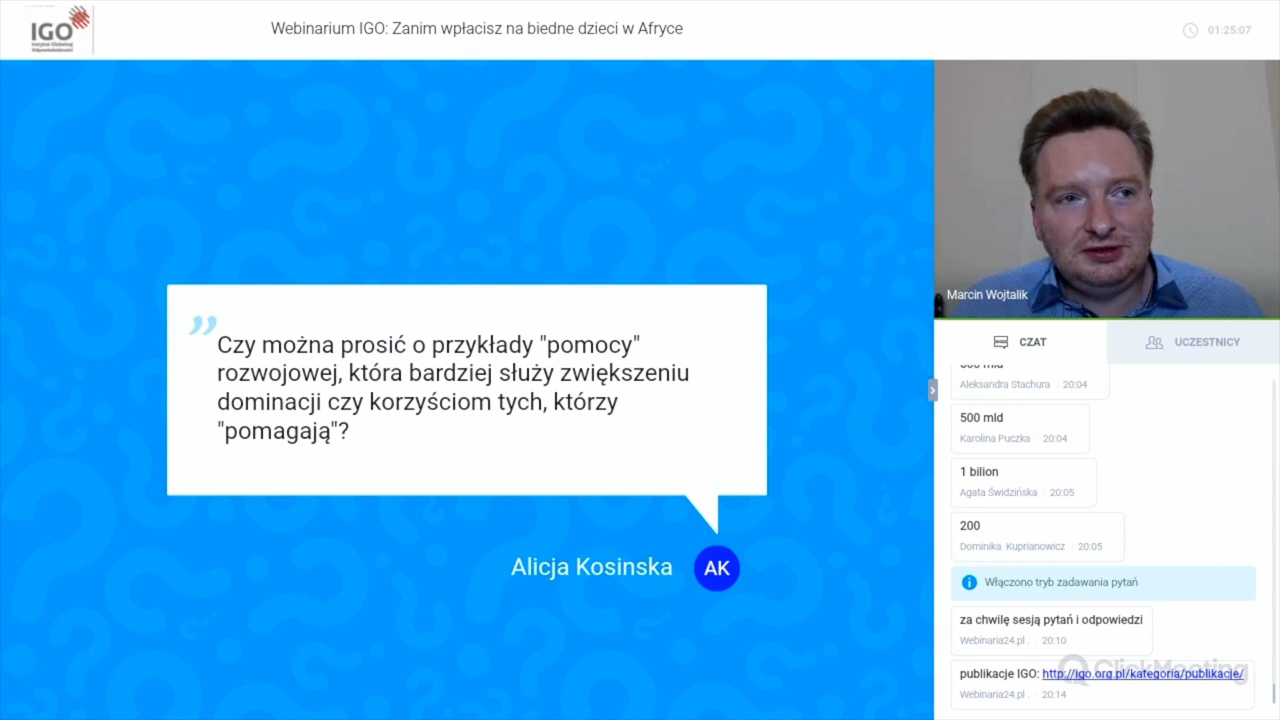 IGO
Instytut Globalnej
Odpowiedzialności
Webinarium IGO: Zanim wpłacisz na biedne dzieci w Afryce
01:25:07
Czy można prosić o przykłady "pomocy"
rozwojowej, która bardziej służy zwiększeniu
dominacji czy korzyściom tych, którzy
"pomagają"?
Alicja Kosinska
AK
Marcin Wojtalik
CZAT
UCZESTNICY
Aleksandra Stachura · 20:04
500 mld
Karolina Puczka · 20:04
1 bilion
Agata Świdzińska · 20:05
200
Dominika Kuprianowicz · 20:05
Włączono tryb zadawania pytań
za chwilę sesją pytań i odpowiedzi
Webinaria24.pl . · 20:10
publikacje IGO: http://igo.org.pl/kategoria/publikacje/
Webinaria24.pl . · 20:14
ClickMeeting